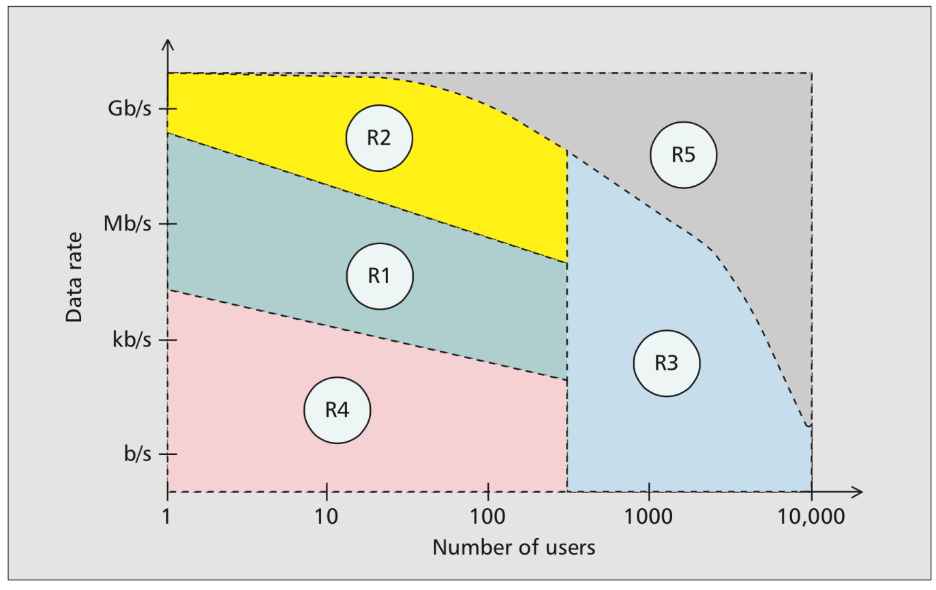 Gb/s
R2
R5
Mb/s
R1
Data rate
kb/s
R3
R4
b/s
1
10
100
1000
10,000
Number of users